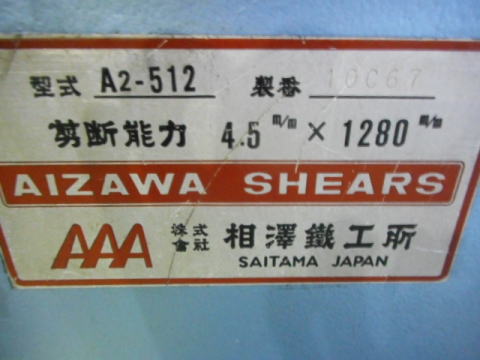 型式 A2-512 製番 10C67
剪断能力 4.5 m/m × 1280 m/m
AIZAWA SHEARS
AAA 株式會社 相澤鐵工所
SAITAMA JAPAN